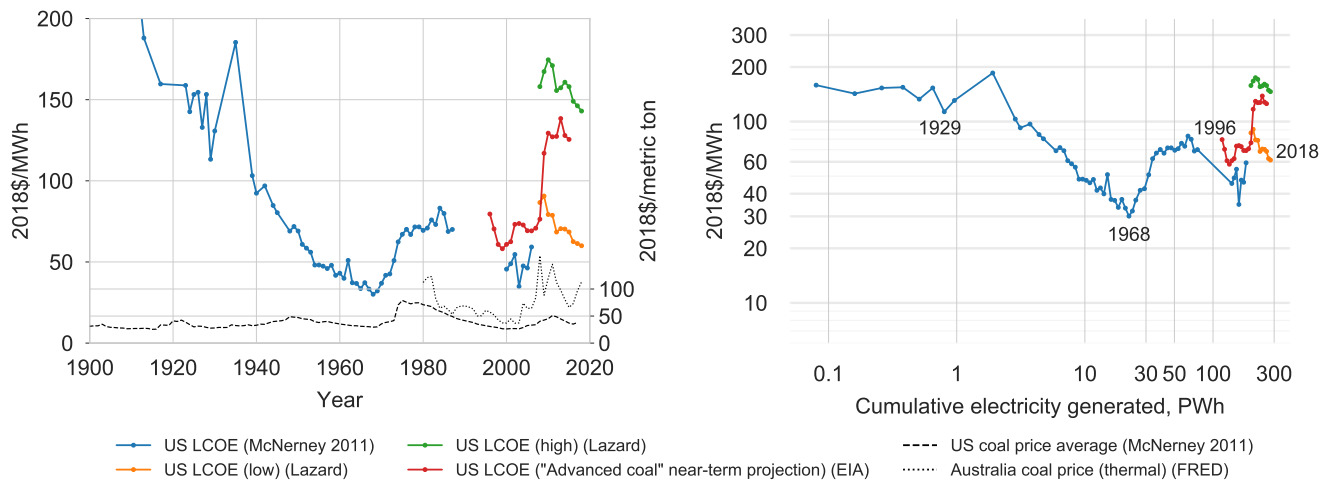 200
150
100
50
0
2018$/MWh
100
50
0
2018$/metric ton
1900 1920 1940 1960 1980 2000 2020
Year
300
200
100
60
40
30
20
10
2018$/MWh
1929
1996
2018
1968
0.1 1 10 30 50 100 300
Cumulative electricity generated, PWh
US LCOE (McNerney 2011)
US LCOE (low) (Lazard)
US LCOE (high) (Lazard)
US LCOE ("Advanced coal" near-term projection) (EIA)
US coal price average (McNerney 2011)
Australia coal price (thermal) (FRED)